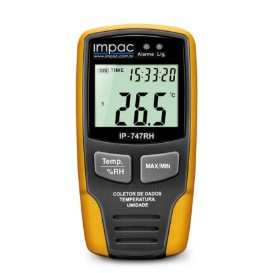 impac
www.impac.com.br
Alarme Lig.
TIME 15:33:20
1
26.5 °C
IP-747RH
Temp.
%RH
MAX/MIN
COLETOR DE DADOS
TEMPERATURA
UMIDADE